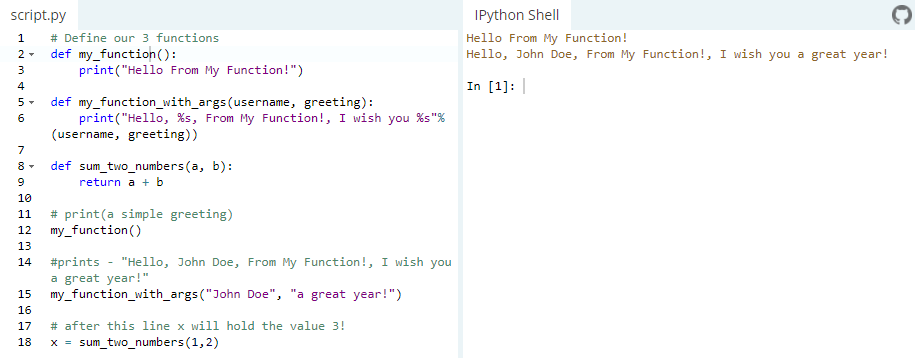 script.py
1 # Define our 3 functions
2 def my_function():
3     print("Hello From My Function!")
4
5 def my_function_with_args(username, greeting):
6     print("Hello, %s, From My Function!, I wish you %s"%
(username, greeting))
7
8 def sum_two_numbers(a, b):
9     return a + b
10
11 # print(a simple greeting)
12 my_function()
13
14 #prints - "Hello, John Doe, From My Function!, I wish you
a great year!"
15 my_function_with_args("John Doe", "a great year!")
16
17 # after this line x will hold the value 3!
18 x = sum_two_numbers(1,2)
IPython Shell
Hello From My Function!
Hello, John Doe, From My Function!, I wish you a great year!
In [1]: